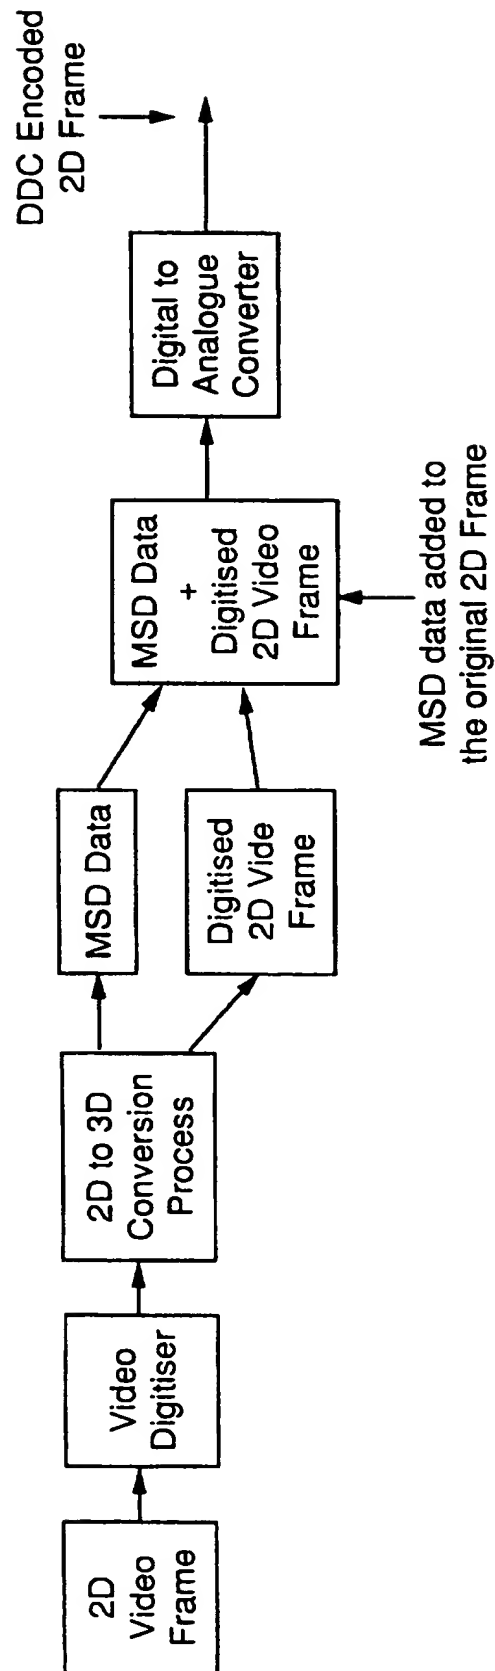 2D
Video
Frame
Video
Digitiser
2D to 3D
Conversion
Process
MSD Data
Digitised
2D Vide
Frame
MSD Data
+
Digitised
2D Video
Frame
MSD data added to
the original 2D Frame
Digital to
Analogue
Converter
DDC Encoded
2D Frame